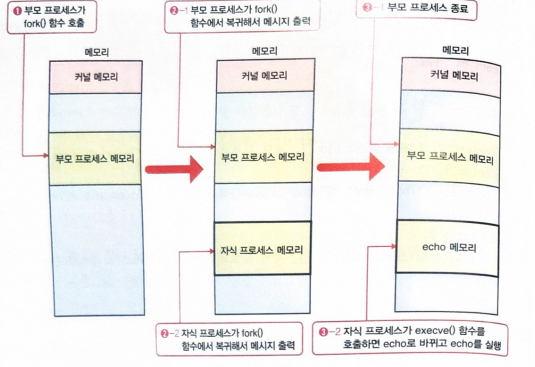 ❶ 부모 프로세스가
fork() 함수 호출
❷-1 부모 프로세스가 fork()
함수에서 복귀해서 메시지 출력
❸-1 부모 프로세스 종료
메모리
커널 메모리
부모 프로세스 메모리
메모리
커널 메모리
부모 프로세스 메모리
자식 프로세스 메모리
메모리
커널 메모리
부모 프로세스 메모리
echo 메모리
❷-2 자식 프로세스가 fork()
함수에서 복귀해서 메시지 출력
❸-2 자식 프로세스가 execve() 함수를
호출하면 echo로 바뀌고 echo를 실행